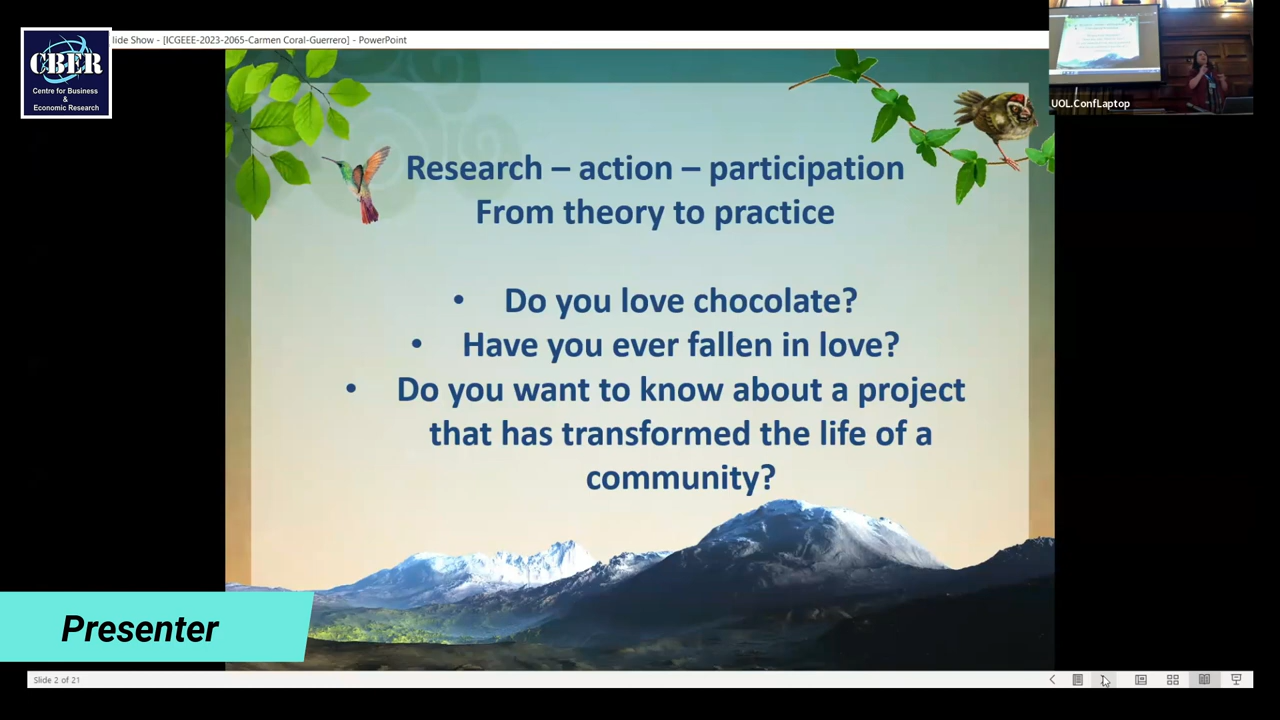 lide Show - [ICGEEE-2023-2065-Carmen Coral-Guerrero] - PowerPoint
CBER
Centre for Business
&
Economic Research
UOL.ConfLaptop
Research – action – participation
From theory to practice
• Do you love chocolate?
• Have you ever fallen in love?
• Do you want to know about a project
that has transformed the life of a
community?
Presenter
Slide 2 of 21